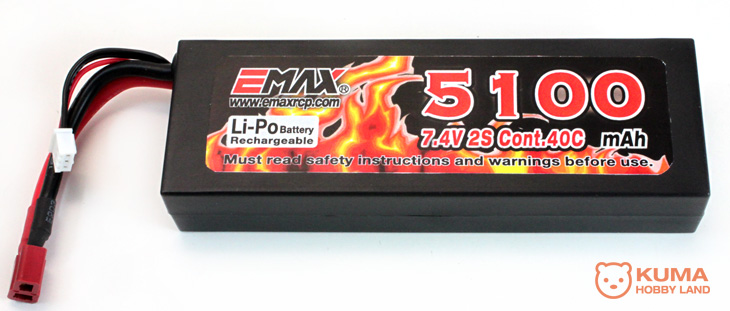 EMAX®
www.emaxrcp.com
Li-Po Battery
Rechargeable
5100
7.4V 2S Cont.40C mAh
Must read safety instructions and warnings before use.
KUMA
HOBBY LAND